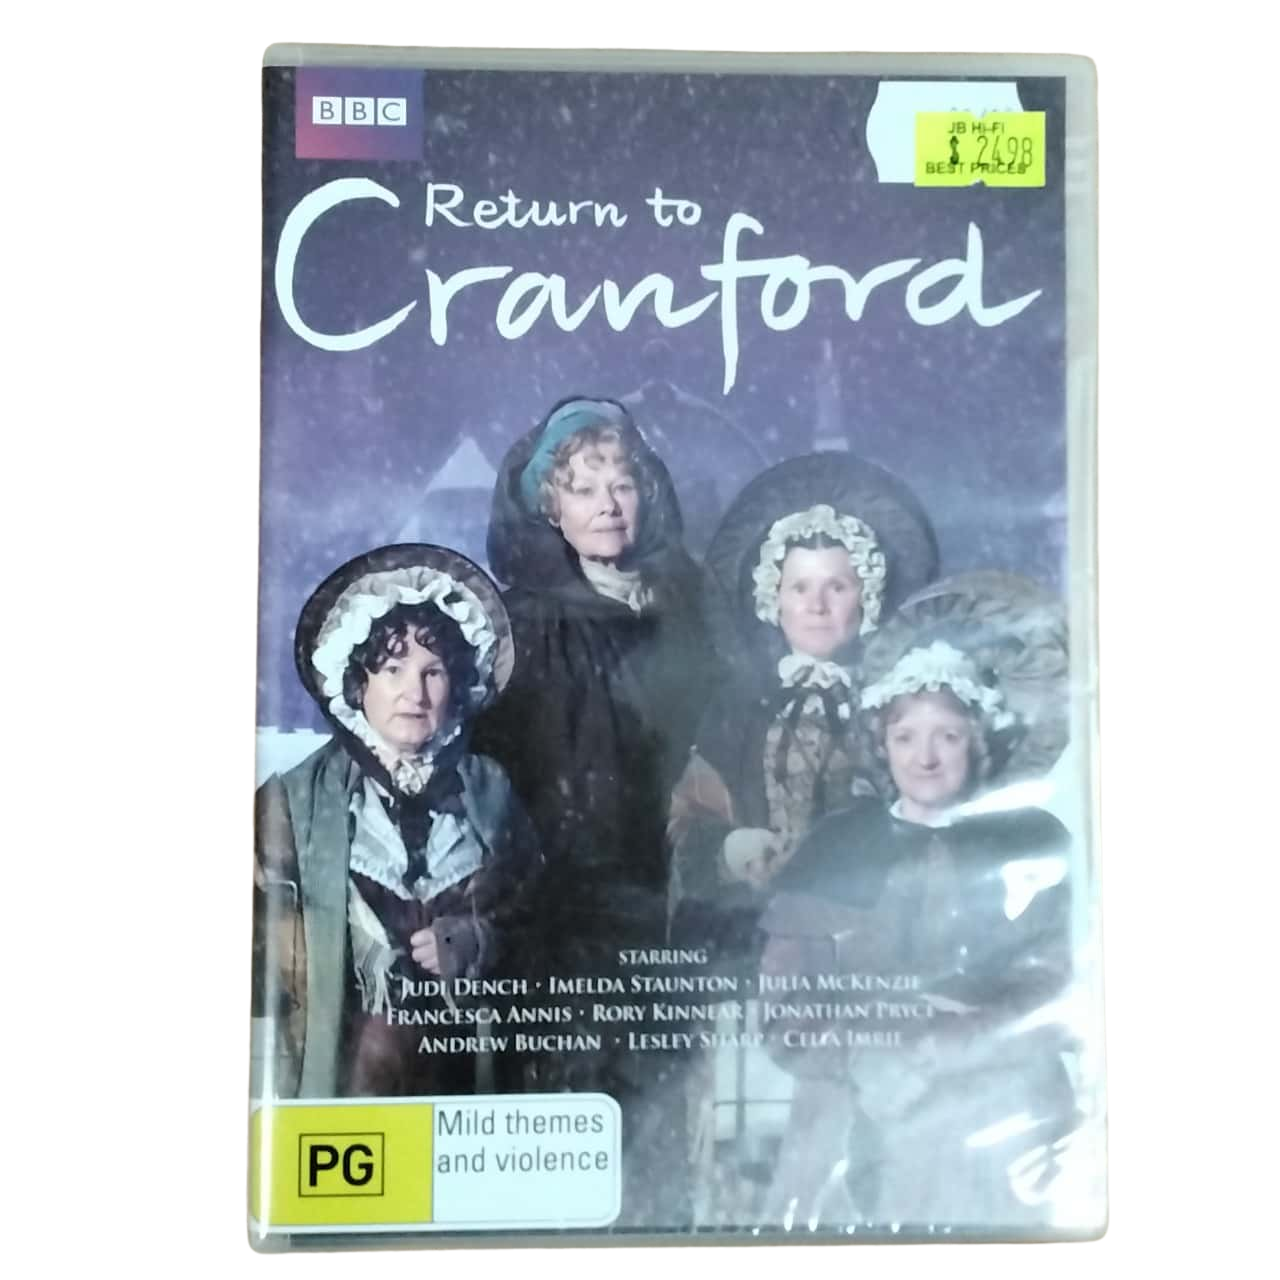 BBC
JB HI-FI
$ 24.98
BEST PRICES
Return to
Cranford
STARRING
JUDI DENCH · IMELDA STAUNTON · JULIA MCKENZIE
FRANCESCA ANNIS · RORY KINNEAR · JONATHAN PRYCE
ANDREW BUCHAN · LESLEY SHARP · CELIA IMRIE
PG
Mild themes
and violence